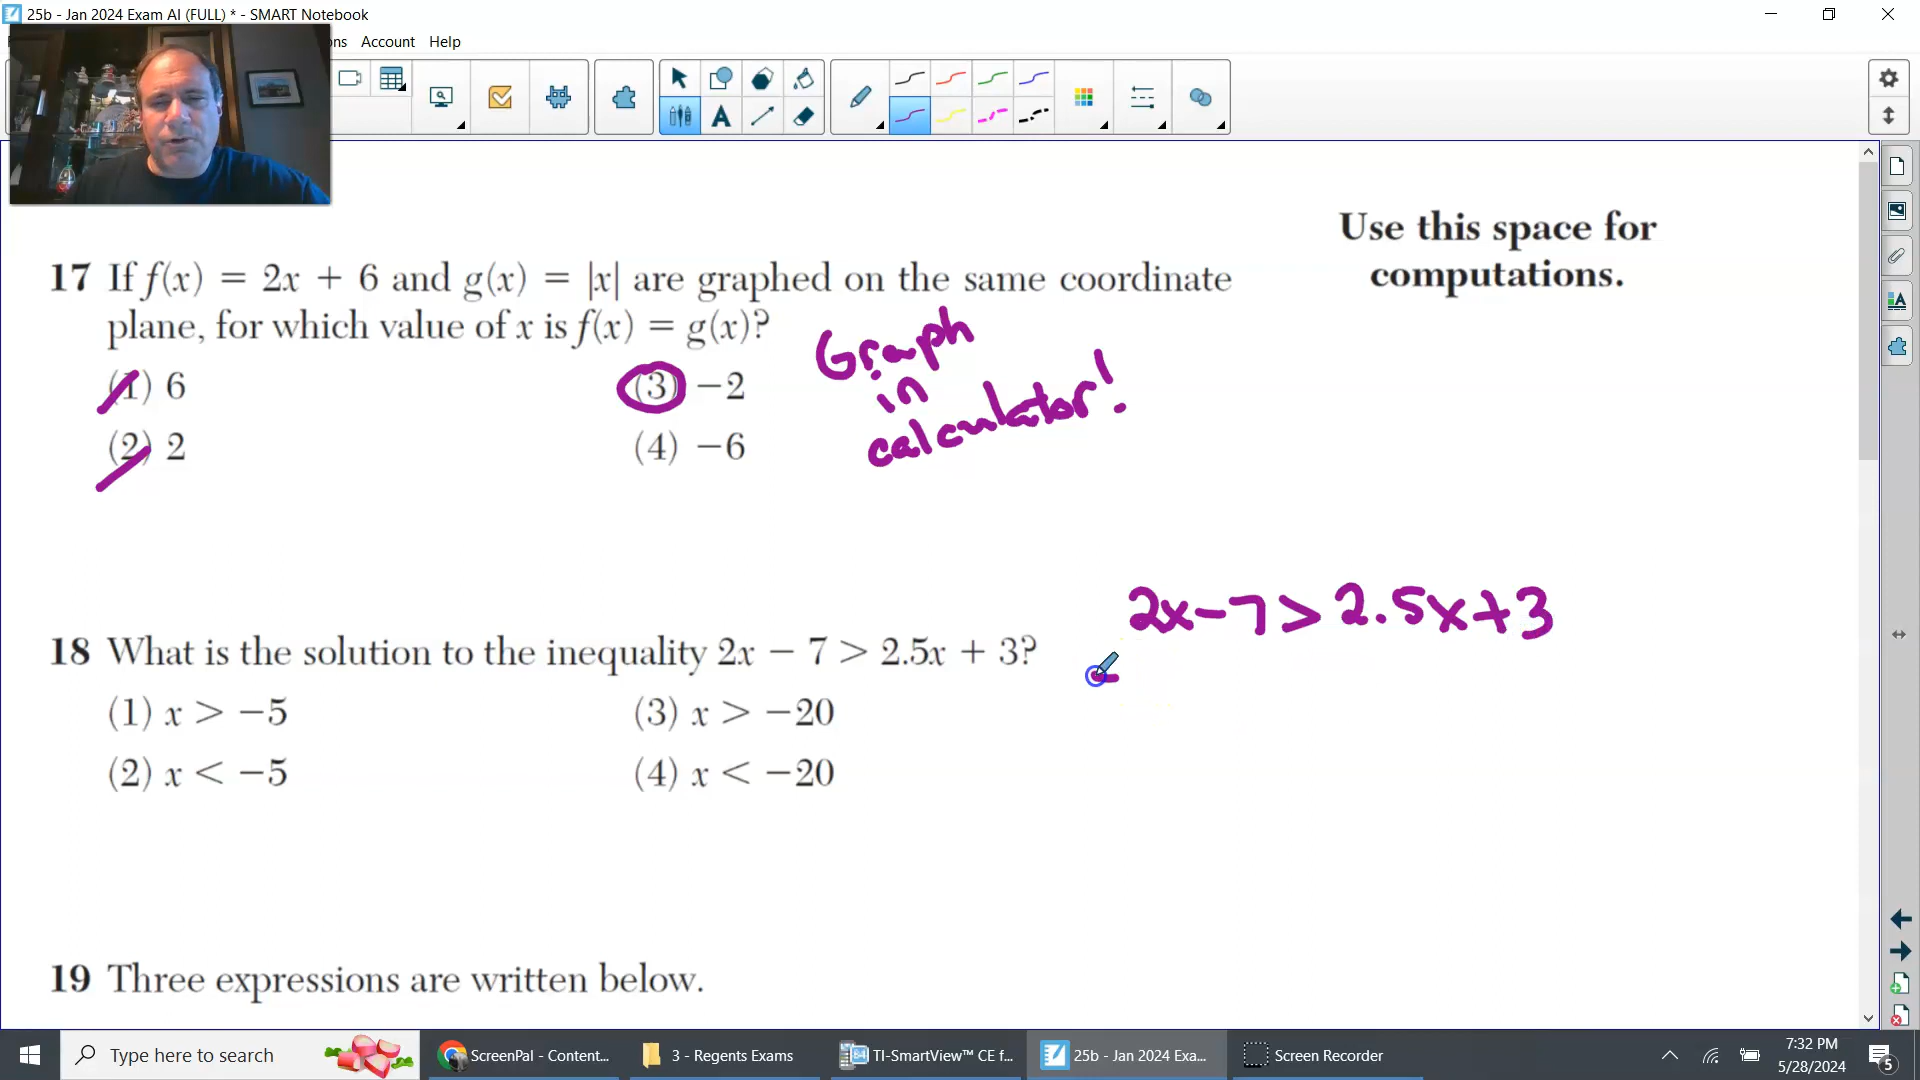 25b - Jan 2024 Exam AI (FULL) * - SMART Notebook
Account Help
Use this space for
computations.
17 If f(x) = 2x + 6 and g(x) = |x| are graphed on the same coordinate
plane, for which value of x is f(x) = g(x)?
(1) 6
(3) −2
(2) 2
(4) −6
Graph
in
calculator!
2x-7>2.5x+3
18 What is the solution to the inequality 2x − 7 > 2.5x + 3?
(1) x > −5
(3) x > −20
(2) x < −5
(4) x < −20
19 Three expressions are written below.
Type here to search
ScreenPal - Content...
3 - Regents Exams
TI-SmartView™ CE f...
25b - Jan 2024 Exa...
Screen Recorder
7:32 PM
5/28/2024
5